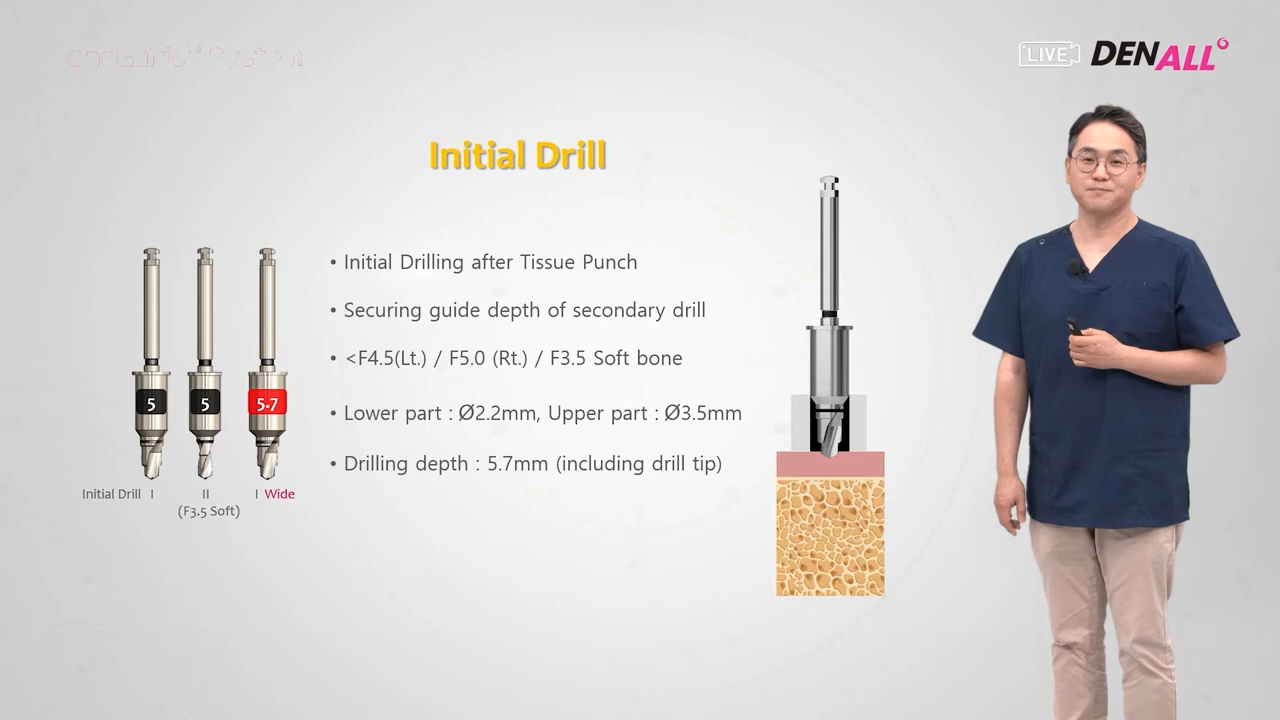 OneGuide System
LIVE DENALL
Initial Drill
• Initial Drilling after Tissue Punch
• Securing guide depth of secondary drill
• <F4.5(Lt.) / F5.0 (Rt.) / F3.5 Soft bone
• Lower part : Ø2.2mm, Upper part : Ø3.5mm
• Drilling depth : 5.7mm (including drill tip)
5 5 5.7
Initial Drill I II I Wide
(F3.5 Soft)